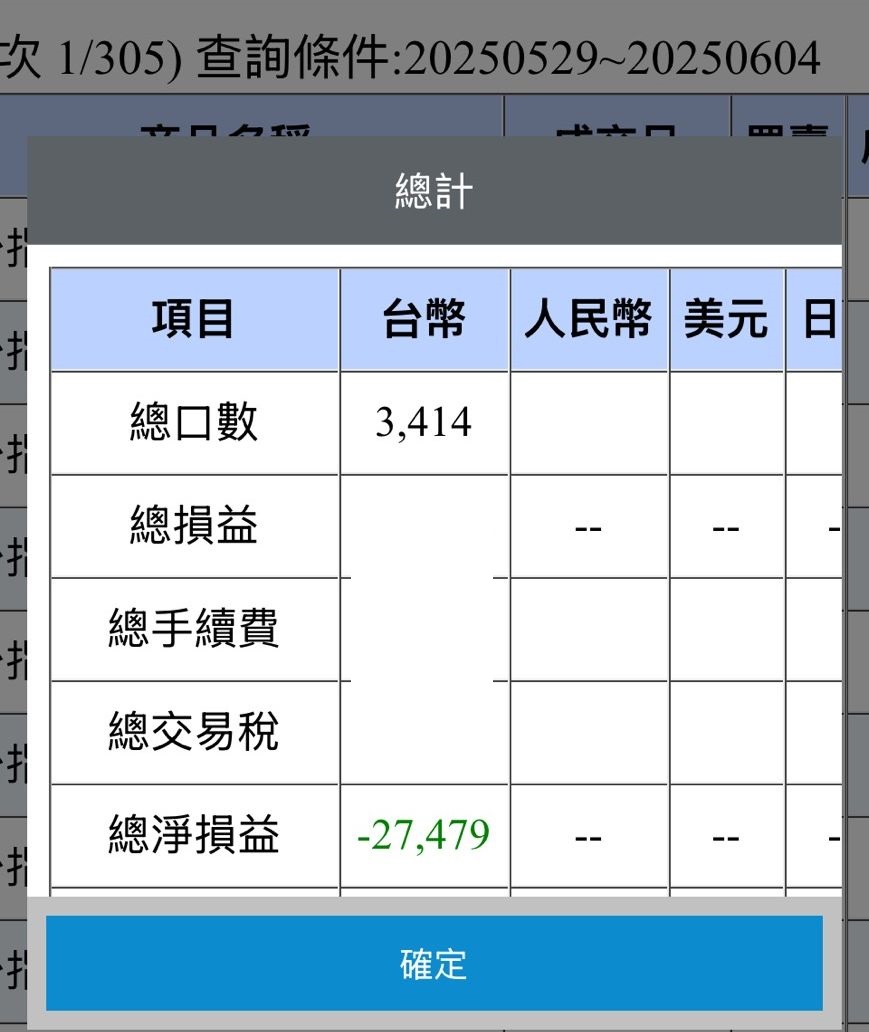 次 1/305) 查詢條件:20250529~20250604
總計
項目 台幣 人民幣 美元 日
總口數 3,414
總損益 -- -- -
總手續費
總交易稅
總淨損益 -27,479 -- -- -
確定